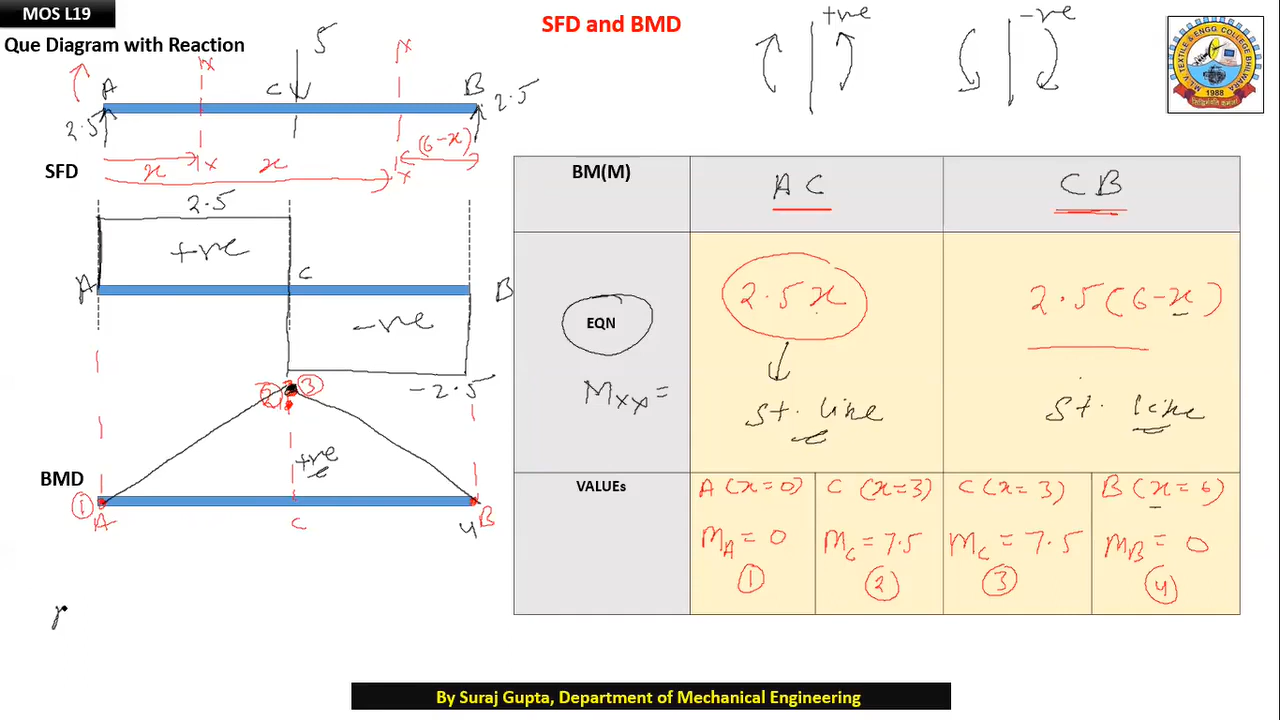 MOS L19
SFD and BMD
Que Diagram with Reaction
+ve
-ve
5
x
x
A
C
B
2.5
2.5
x
x
x
x
(6-x)
SFD
2.5
+ve
A
C
B
-ve
-2.5
2
3
+ve
BMD
1
A
C
4
B
BM(M)
AC
CB
EQN
Mxx =
2.5x
2.5(6-x)
St. line
St. line
VALUEs
A (x=0)
C (x=3)
C (x=3)
B (x=6)
MA = 0
MC = 7.5
MC = 7.5
MB = 0
1
2
3
4
1988
By Suraj Gupta, Department of Mechanical Engineering